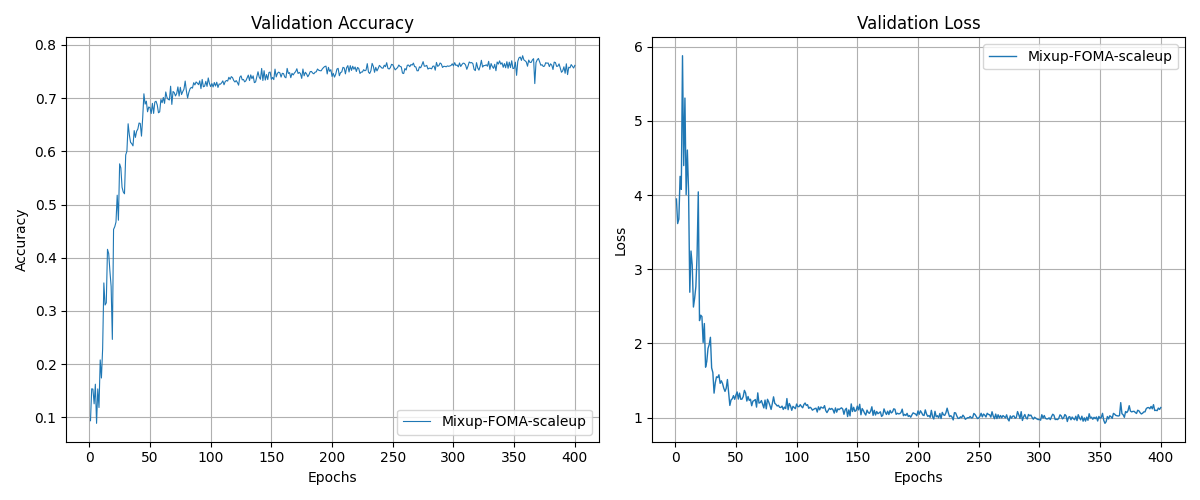 Validation Accuracy
Accuracy
0.8
0.7
0.6
0.5
0.4
0.3
0.2
0.1
Mixup-FOMA-scaleup
0 50 100 150 200 250 300 350 400
Epochs
Validation Loss
Loss
6
5
4
3
2
1
Mixup-FOMA-scaleup
0 50 100 150 200 250 300 350 400
Epochs